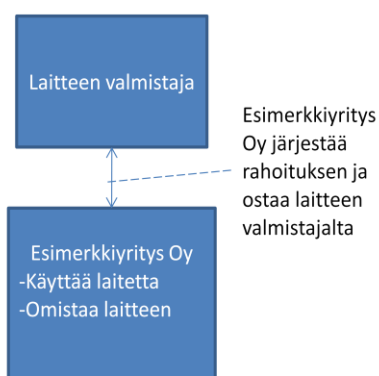 Laitteen valmistaja
Esimerkkiyritys
Oy järjestää
rahoituksen ja
ostaa laitteen
valmistajalta
Esimerkkiyritys Oy
-Käyttää laitetta
-Omistaa laitteen